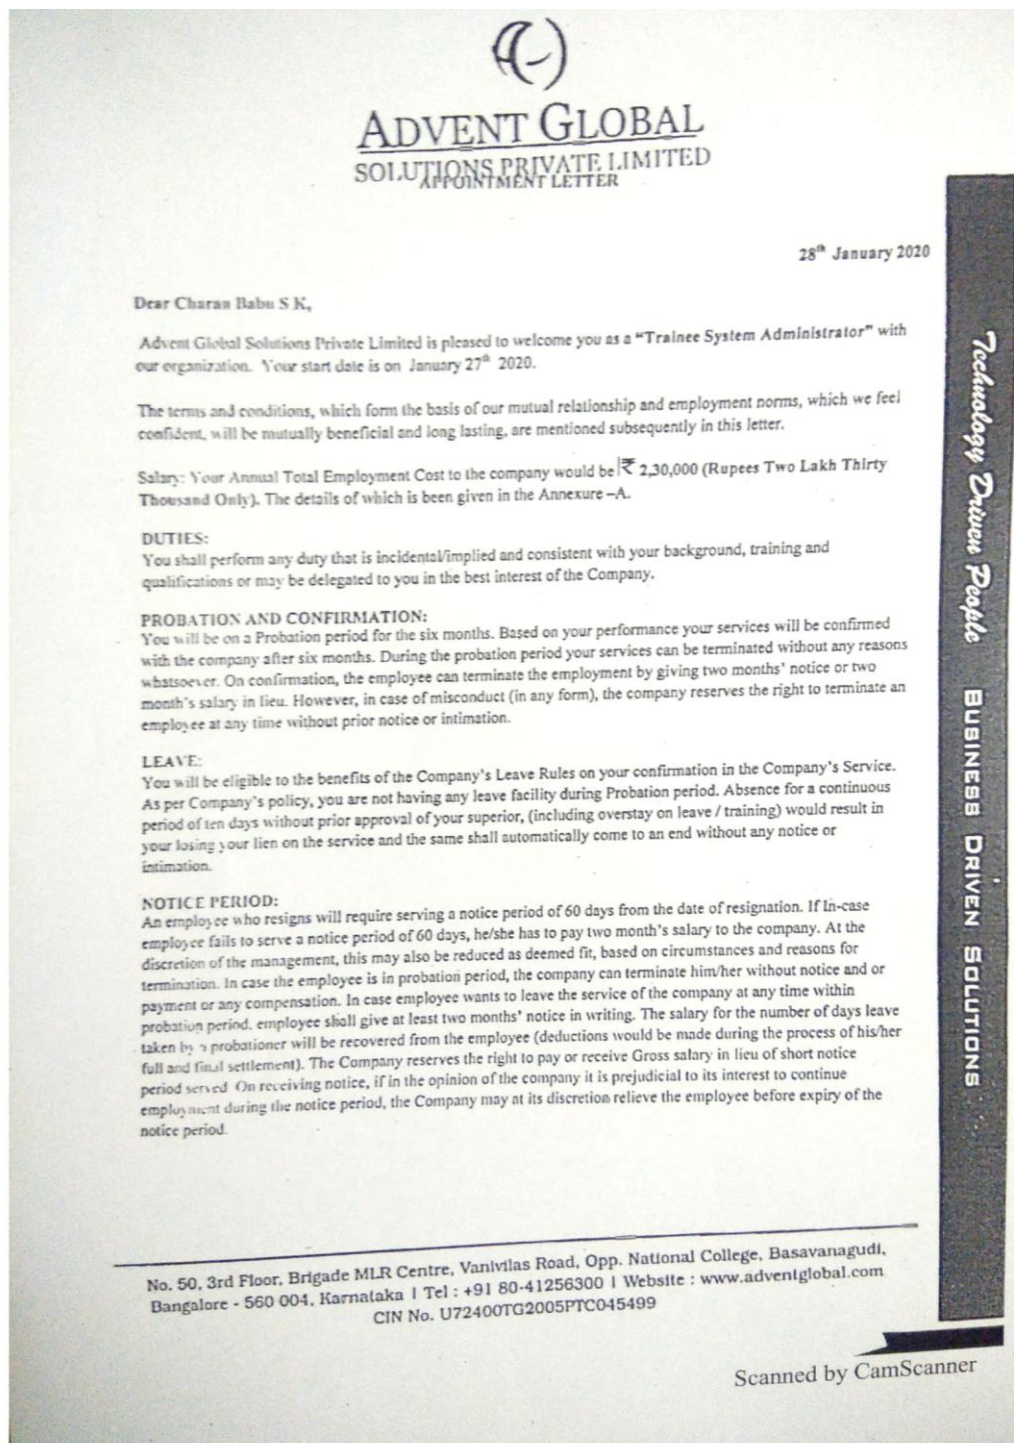 ADVENT GLOBAL
SOLUTIONS PRIVATE LIMITED
APPOINTMENT LETTER
28th January 2020
Dear Charan Babu S K,
Advent Global Solutions Private Limited is pleased to welcome you as a “Trainee System Administrator” with
our organization. Your start date is on January 27th 2020.
The terms and conditions, which form the basis of our mutual relationship and employment norms, which we feel
confident, will be mutually beneficial and long lasting, are mentioned subsequently in this letter.
Salary: Your Annual Total Employment Cost to the company would be ₹ 2,30,000 (Rupees Two Lakh Thirty
Thousand Only). The details of which is been given in the Annexure –A.
DUTIES:
You shall perform any duty that is incidental/implied and consistent with your background, training and
qualifications or may be delegated to you in the best interest of the Company.
PROBATION AND CONFIRMATION:
You will be on a Probation period for the six months. Based on your performance your services will be confirmed
with the company after six months. During the probation period your services can be terminated without any reasons
whatsoever. On confirmation, the employee can terminate the employment by giving two months’ notice or two
month’s salary in lieu. However, in case of misconduct (in any form), the company reserves the right to terminate an
employee at any time without prior notice or intimation.
LEAVE:
You will be eligible to the benefits of the Company’s Leave Rules on your confirmation in the Company’s Service.
As per Company’s policy, you are not having any leave facility during Probation period. Absence for a continuous
period of ten days without prior approval of your superior, (including overstay on leave / training) would result in
your losing your lien on the service and the same shall automatically come to an end without any notice or
intimation.
NOTICE PERIOD:
An employee who resigns will require serving a notice period of 60 days from the date of resignation. If In-case
employee fails to serve a notice period of 60 days, he/she has to pay two month’s salary to the company. At the
discretion of the management, this may also be reduced as deemed fit, based on circumstances and reasons for
termination. In case the employee is in probation period, the company can terminate him/her without notice and or
payment or any compensation. In case employee wants to leave the service of the company at any time within
probation period, employee shall give at least two months’ notice in writing. The salary for the number of days leave
taken by a probationer will be recovered from the employee (deductions would be made during the process of his/her
full and final settlement). The Company reserves the right to pay or receive Gross salary in lieu of short notice
period served On receiving notice, if in the opinion of the company it is prejudicial to its interest to continue
employment during the notice period, the Company may at its discretion relieve the employee before expiry of the
notice period.
Technology Driven People BUSINESS DRIVEN SOLUTIONS
No. 50, 3rd Floor, Brigade MLR Centre, Vanivilas Road, Opp. National College, Basavanagudi,
Bangalore - 560 004, Karnataka | Tel : +91 80-41256300 | Website : www.adventglobal.com
CIN No. U72400TG2005PTC045499
Scanned by CamScanner